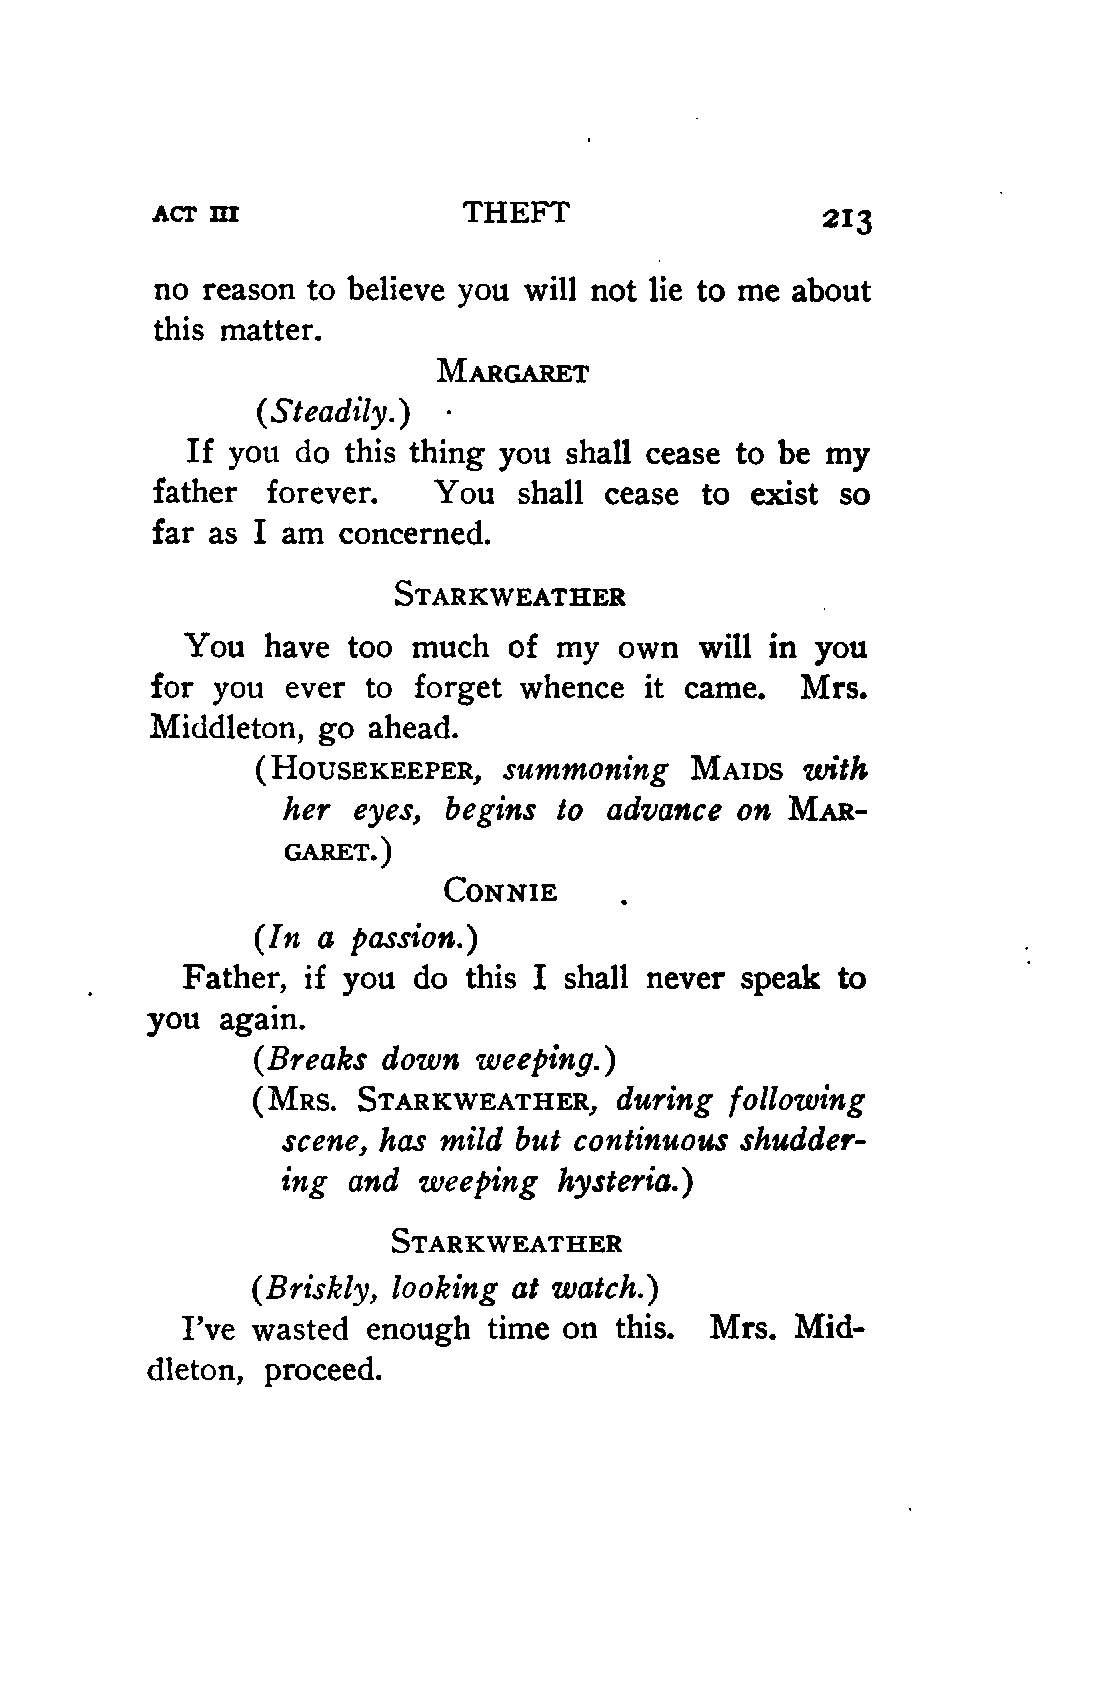 ACT III THEFT 213
no reason to believe you will not lie to me about
this matter.
MARGARET
(Steadily.)
If you do this thing you shall cease to be my
father forever. You shall cease to exist so
far as I am concerned.
STARKWEATHER
You have too much of my own will in you
for you ever to forget whence it came. Mrs.
Middleton, go ahead.
(HOUSEKEEPER, summoning MAIDS with
her eyes, begins to advance on MAR-
GARET.)
CONNIE
(In a passion.)
Father, if you do this I shall never speak to
you again.
(Breaks down weeping.)
(MRS. STARKWEATHER, during following
scene, has mild but continuous shudder-
ing and weeping hysteria.)
STARKWEATHER
(Briskly, looking at watch.)
I've wasted enough time on this. Mrs. Mid-
dleton, proceed.